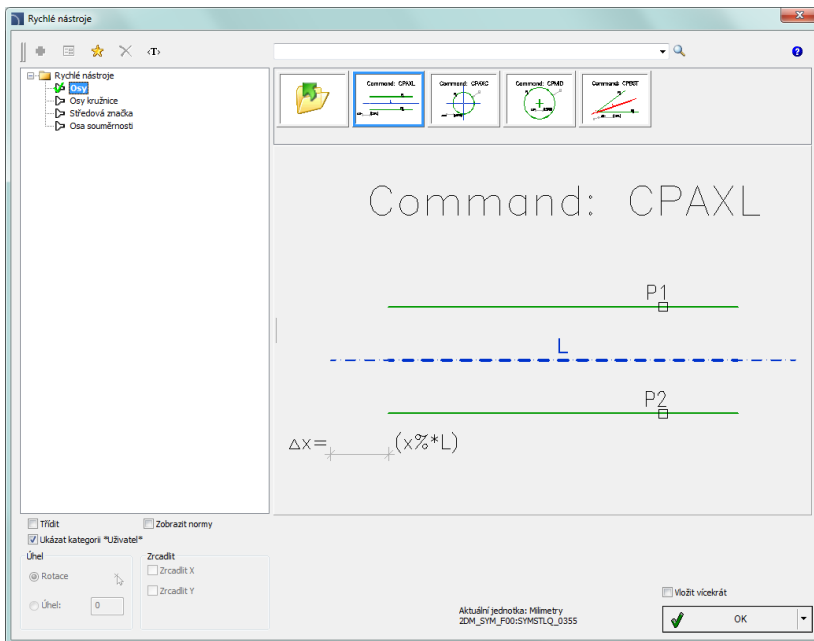 Rychlé nástroje
‹T›
Rychlé nástroje
Osy
Osy kružnice
Středová značka
Osa souměrnosti
Command: CPAXL
Command: CPAXC
Command: CPMID
Command: CPBST
Command: CPAXL
P1
L
P2
Δx= (x%*L)
Třídit Zobrazit normy
Ukázat kategorii "Uživatel"
Úhel Zrcadlit
Rotace Zrcadlit X
Zrcadlit Y
Úhel: 0
Vložit vícekrát
Aktuální jednotka: Milimetry
2DM_SYM_F00:SYMSTLQ_0355
OK